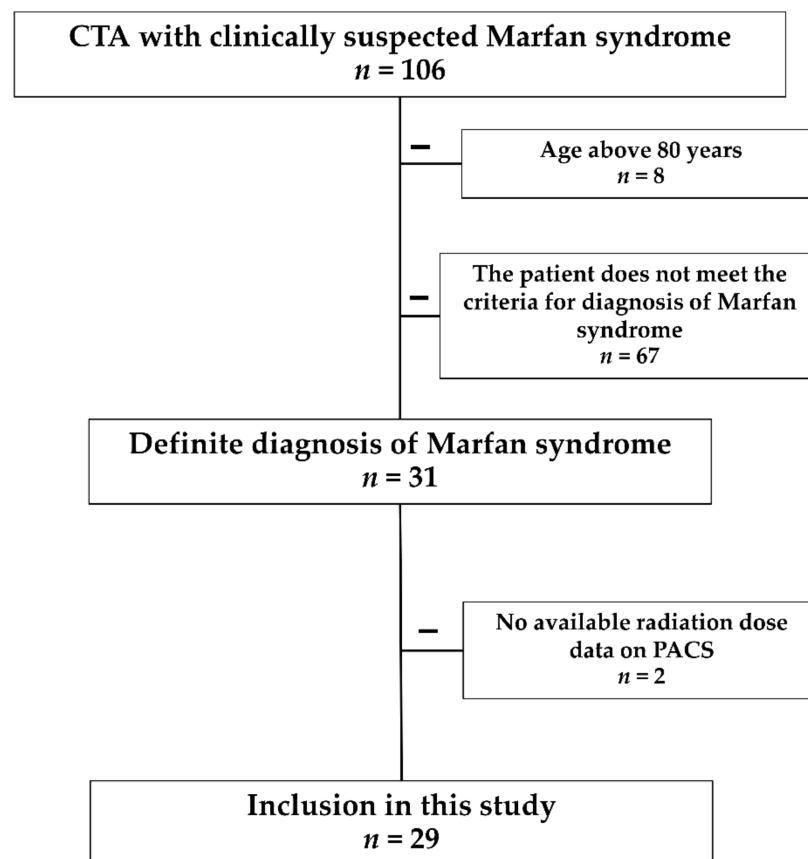 CTA with clinically suspected Marfan syndrome
n = 106
–
Age above 80 years
n = 8
–
The patient does not meet the
criteria for diagnosis of Marfan
syndrome
n = 67
Definite diagnosis of Marfan syndrome
n = 31
–
No available radiation dose
data on PACS
n = 2
Inclusion in this study
n = 29